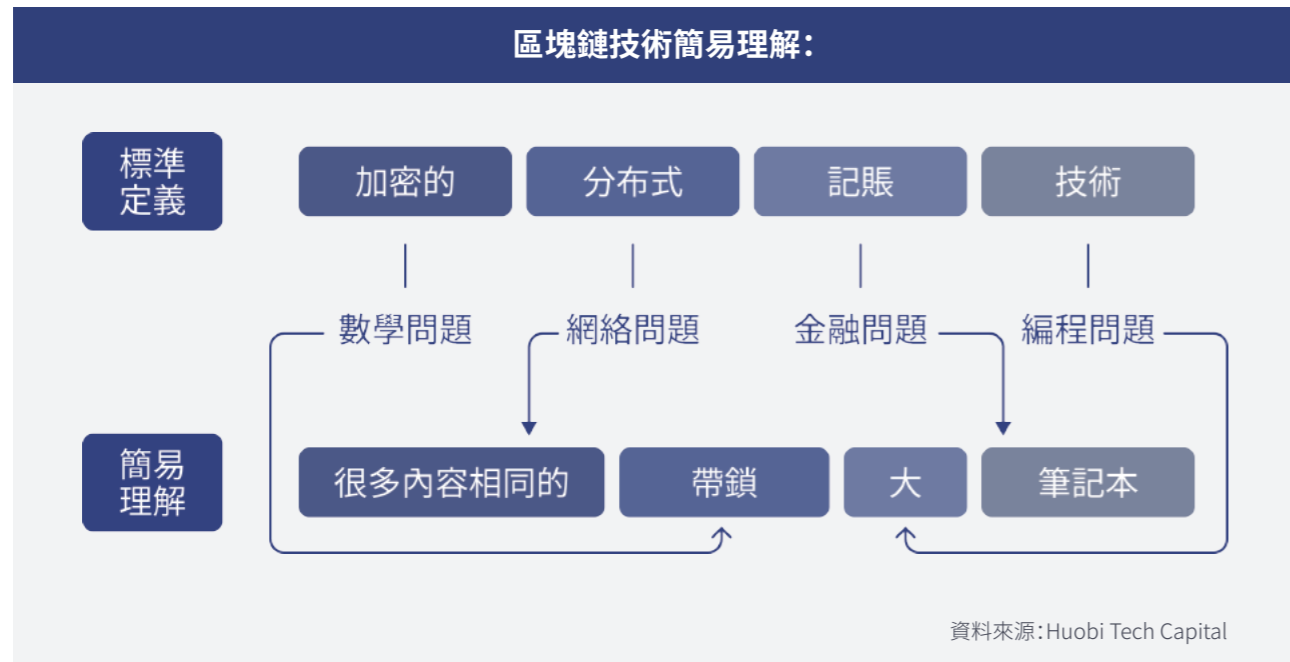 區塊鏈技術簡易理解：
標準
定義
加密的
分布式
記賬
技術
數學問題
網絡問題
金融問題
編程問題
簡易
理解
很多內容相同的
帶鎖
大
筆記本
資料來源：Huobi Tech Capital